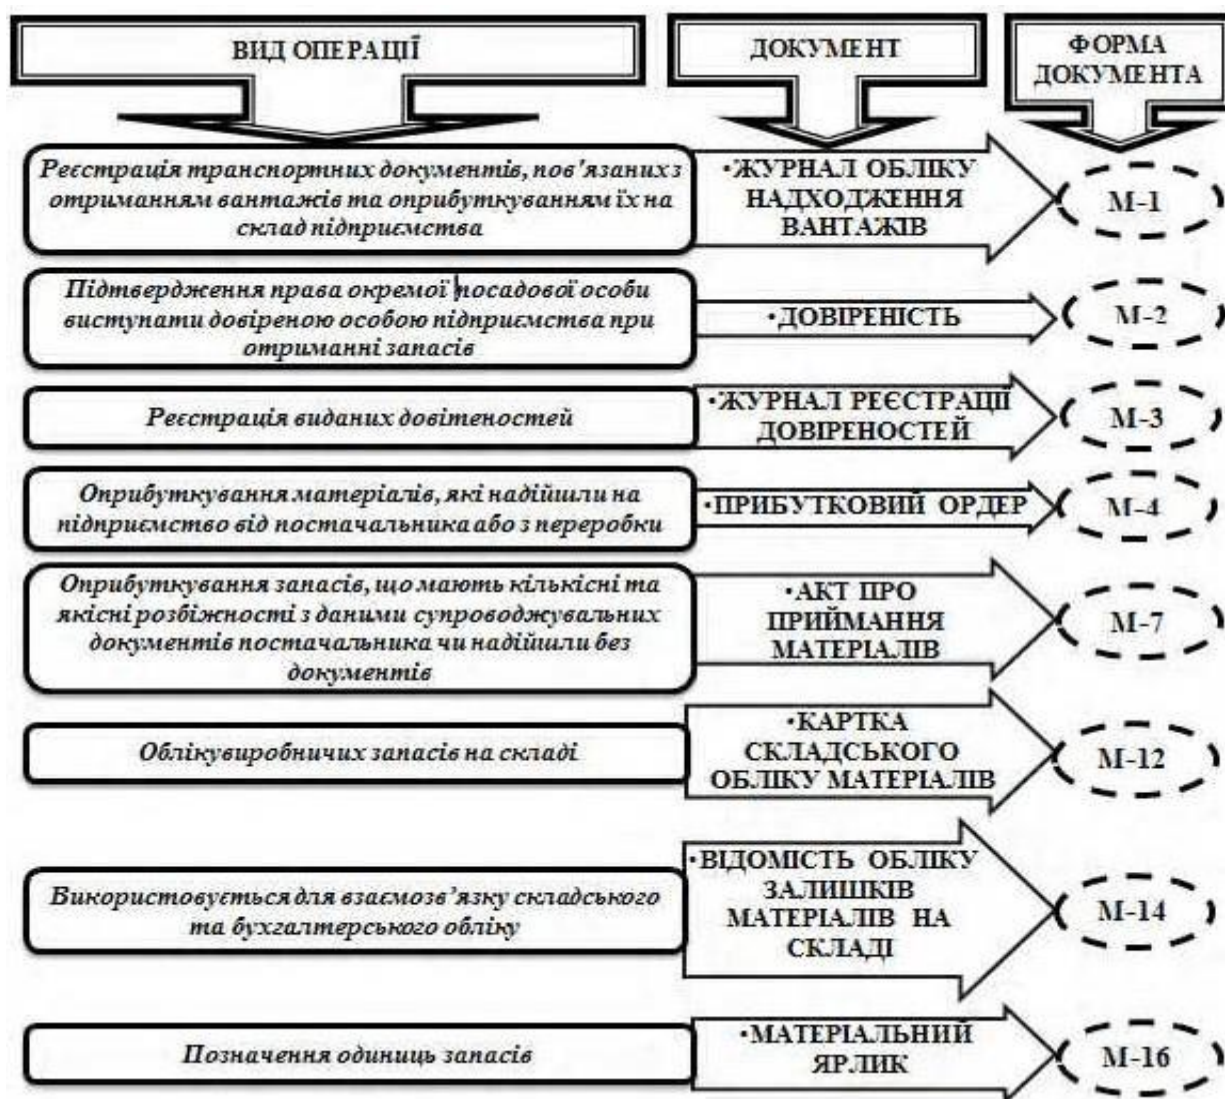 ВИД ОПЕРАЦІЇ
ДОКУМЕНТ
ФОРМА
ДОКУМЕНТА
Реєстрація транспортних документів, пов'язаних з
отриманням вантажів та оприбуткуванням їх на
склад підприємства
•ЖУРНАЛ ОБЛІКУ
НАДХОДЖЕННЯ
ВАНТАЖІВ
М-1
Підтвердження права окремої посадової особи
виступати довіреною особою підприємства при
отриманні запасів
•ДОВІРЕНІСТЬ
М-2
Реєстрація виданих довітеностей
•ЖУРНАЛ РЕЄСТРАЦІЇ
ДОВІРЕНОСТЕЙ
М-3
Оприбуткування матеріалів, які надійшли на
підприємство від постачальника або з переробки
•ПРИБУТКОВИЙ ОРДЕР
М-4
Оприбуткування запасів, що мають кількісні та
якісні розбіжності з даними супроводжувальних
документів постачальника чи надійшли без
документів
•АКТ ПРО
ПРИЙМАННЯ
МАТЕРІАЛІВ
М-7
Облікувиробничих запасів на складі
•КАРТКА
СКЛАДСЬКОГО
ОБЛІКУ МАТЕРІАЛІВ
М-12
Використовується для взаємозв'язку складського
та бухгалтерського обліку
•ВІДОМІСТЬ ОБЛІКУ
ЗАЛИШКІВ
МАТЕРІАЛІВ НА
СКЛАДІ
М-14
Позначення одиниць запасів
•МАТЕРІАЛЬНИЙ
ЯРЛИК
М-16